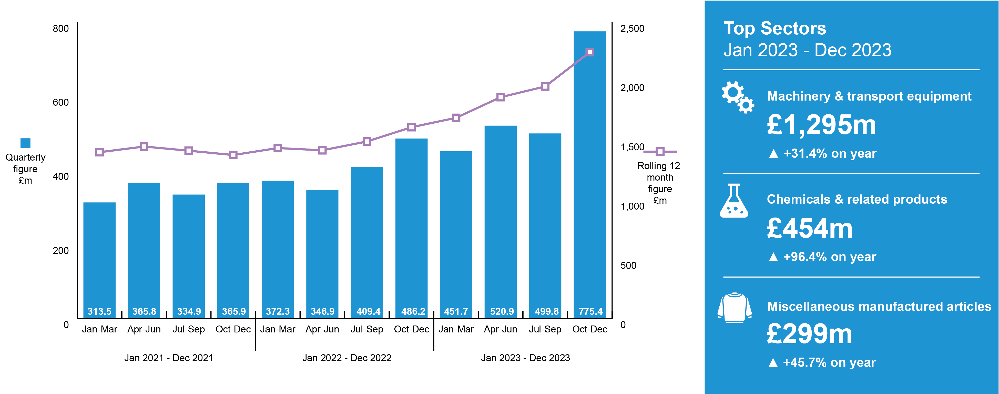 800
600
400
200
0
Quarterly
figure
£m
2,500
2,000
1,500
1,000
500
0
Rolling 12
month
figure
£m
313.5 365.8 334.9 365.9 372.3 346.9 409.4 486.2 451.7 520.9 499.8 775.4
Jan-Mar Apr-Jun Jul-Sep Oct-Dec Jan-Mar Apr-Jun Jul-Sep Oct-Dec Jan-Mar Apr-Jun Jul-Sep Oct-Dec
Jan 2021 - Dec 2021 Jan 2022 - Dec 2022 Jan 2023 - Dec 2023
Top Sectors
Jan 2023 - Dec 2023
Machinery & transport equipment
£1,295m
▲ +31.4% on year
Chemicals & related products
£454m
▲ +96.4% on year
Miscellaneous manufactured articles
£299m
▲ +45.7% on year